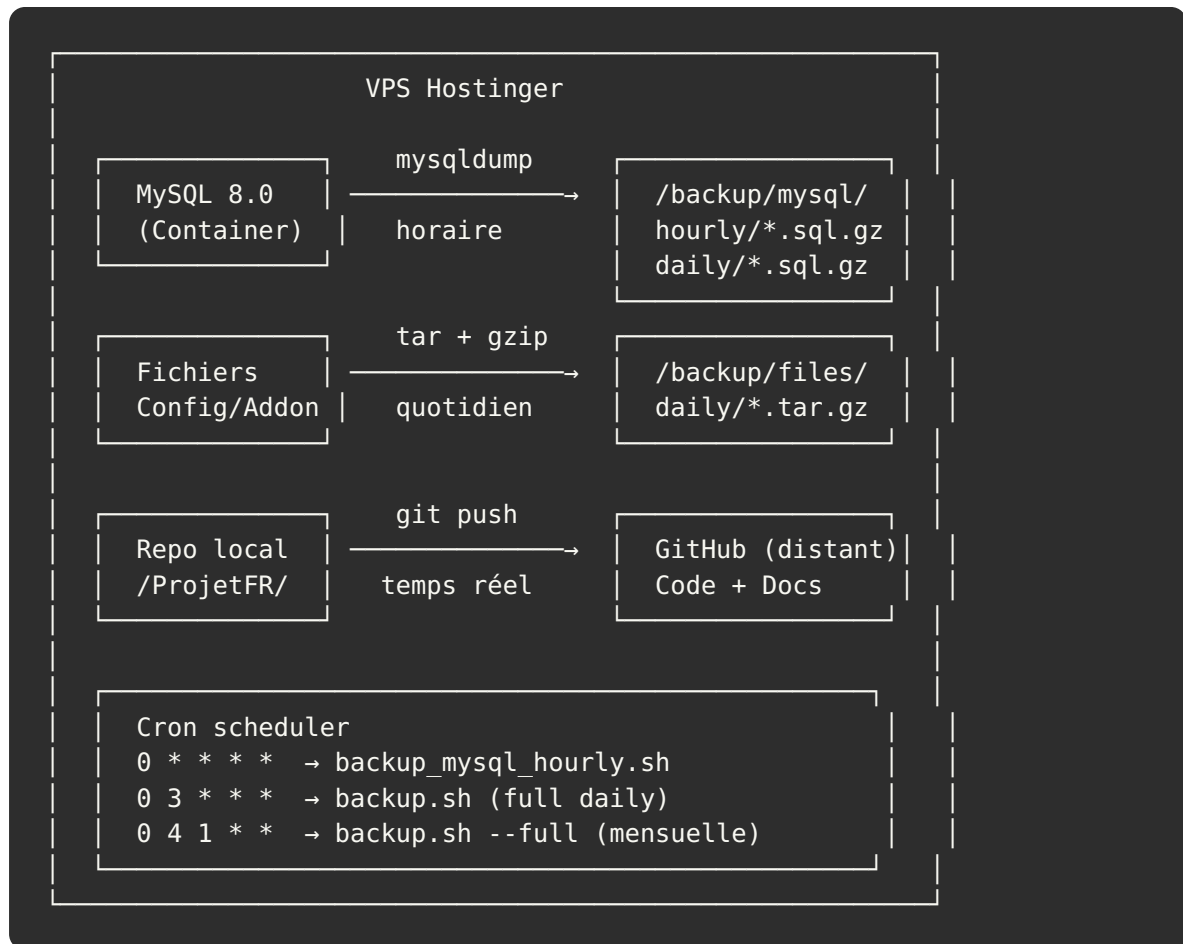 VPS Hostinger
mysqldump
MySQL 8.0 → /backup/mysql/
(Container) horaire hourly/*.sql.gz
daily/*.sql.gz
tar + gzip
Fichiers → /backup/files/
Config/Addon quotidien daily/*.tar.gz
git push
Repo local → GitHub (distant)
/ProjetFR/ temps réel Code + Docs
Cron scheduler
0 * * * * → backup_mysql_hourly.sh
0 3 * * * → backup.sh (full daily)
0 4 1 * * → backup.sh --full (mensuelle)